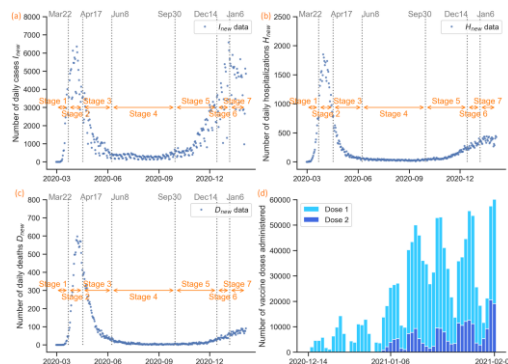 (a)
Mar22 Apr17 Jun8 Sep30 Dec14 Jan6
8000
7000
6000
5000
4000
3000
2000
1000
0
Number of daily cases I_new
I_new data
Stage 1 Stage 3 Stage 5 Stage 7
Stage 2 Stage 4 Stage 6
2020-03 2020-06 2020-09 2020-12
(b)
Mar22 Apr17 Jun8 Sep30 Dec14 Jan6
2500
2000
1500
1000
500
0
Number of daily hospitalizations H_new
H_new data
Stage 1 Stage 3 Stage 5 Stage 7
Stage 2 Stage 4 Stage 6
2020-03 2020-06 2020-09 2020-12
(c)
Mar22 Apr17 Jun8 Sep30 Dec14 Jan6
800
700
600
500
400
300
200
100
0
Number of daily deaths D_new
D_new data
Stage 1 Stage 3 Stage 5 Stage 7
Stage 2 Stage 4 Stage 6
2020-03 2020-06 2020-09 2020-12
(d)
60000
50000
40000
30000
20000
10000
0
Number of vaccine doses administered
Dose 1
Dose 2
2020-12-14 2021-01-06 2021-02-0